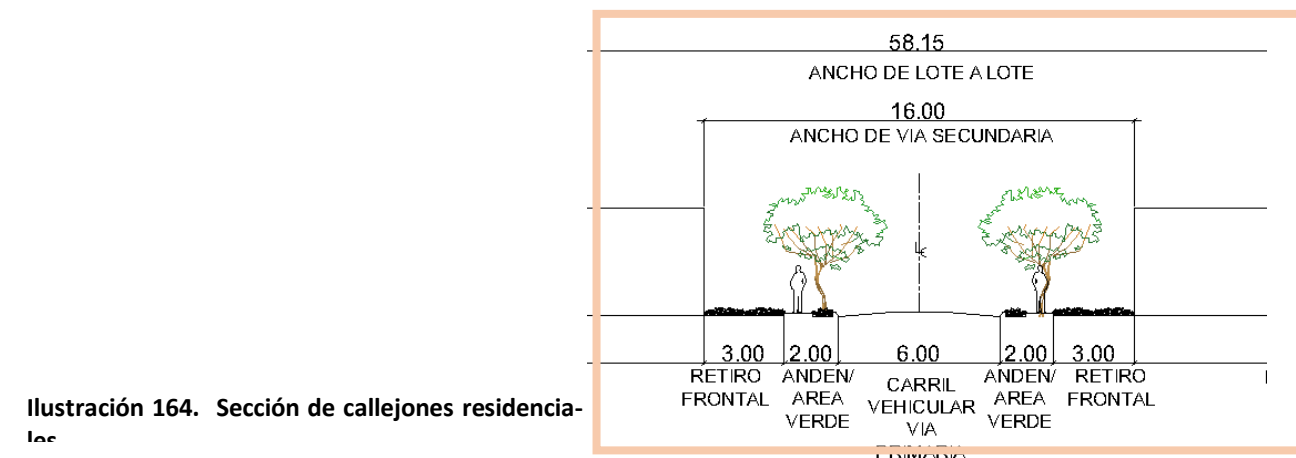 58.15
ANCHO DE LOTE A LOTE
16.00
ANCHO DE VIA SECUNDARIA
3.00 2.00 6.00 2.00 3.00
RETIRO FRONTAL
ANDEN/ AREA VERDE
CARRIL VEHICULAR VIA PRIMARIA
ANDEN/ AREA VERDE
RETIRO FRONTAL
Ilustración 164. Sección de callejones residencia-
les